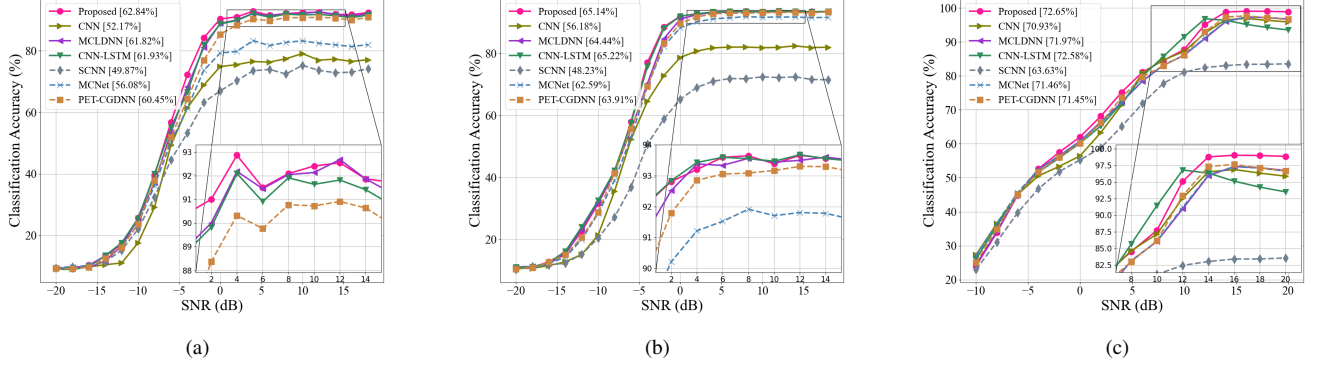 Proposed [62.84%]
CNN [52.17%]
MCLDNN [61.82%]
CNN-LSTM [61.93%]
SCNN [49.87%]
MCNet [56.08%]
PET-CGDNN [60.45%]
Classification Accuracy (%)
80
60
40
20
93
92
91
90
89
88
2 4 6 8 10 12 14
−20 −15 −10 −5 0 5 10 15
SNR (dB)
(a)
Proposed [65.14%]
CNN [56.18%]
MCLDNN [64.44%]
CNN-LSTM [65.22%]
SCNN [48.23%]
MCNet [62.59%]
PET-CGDNN [63.91%]
Classification Accuracy (%)
80
60
40
20
94
93
92
91
90
2 4 6 8 10 12 14
−20 −15 −10 −5 0 5 10 15
SNR (dB)
(b)
Proposed [72.65%]
CNN [70.93%]
MCLDNN [71.97%]
CNN-LSTM [72.58%]
SCNN [63.63%]
MCNet [71.46%]
PET-CGDNN [71.45%]
Classification Accuracy (%)
100
90
80
70
60
50
40
30
20
100.0
97.5
95.0
92.5
90.0
87.5
85.0
82.5
8 10 12 14 16 18 20
−10 −5 0 5 10 15 20
SNR (dB)
(c)